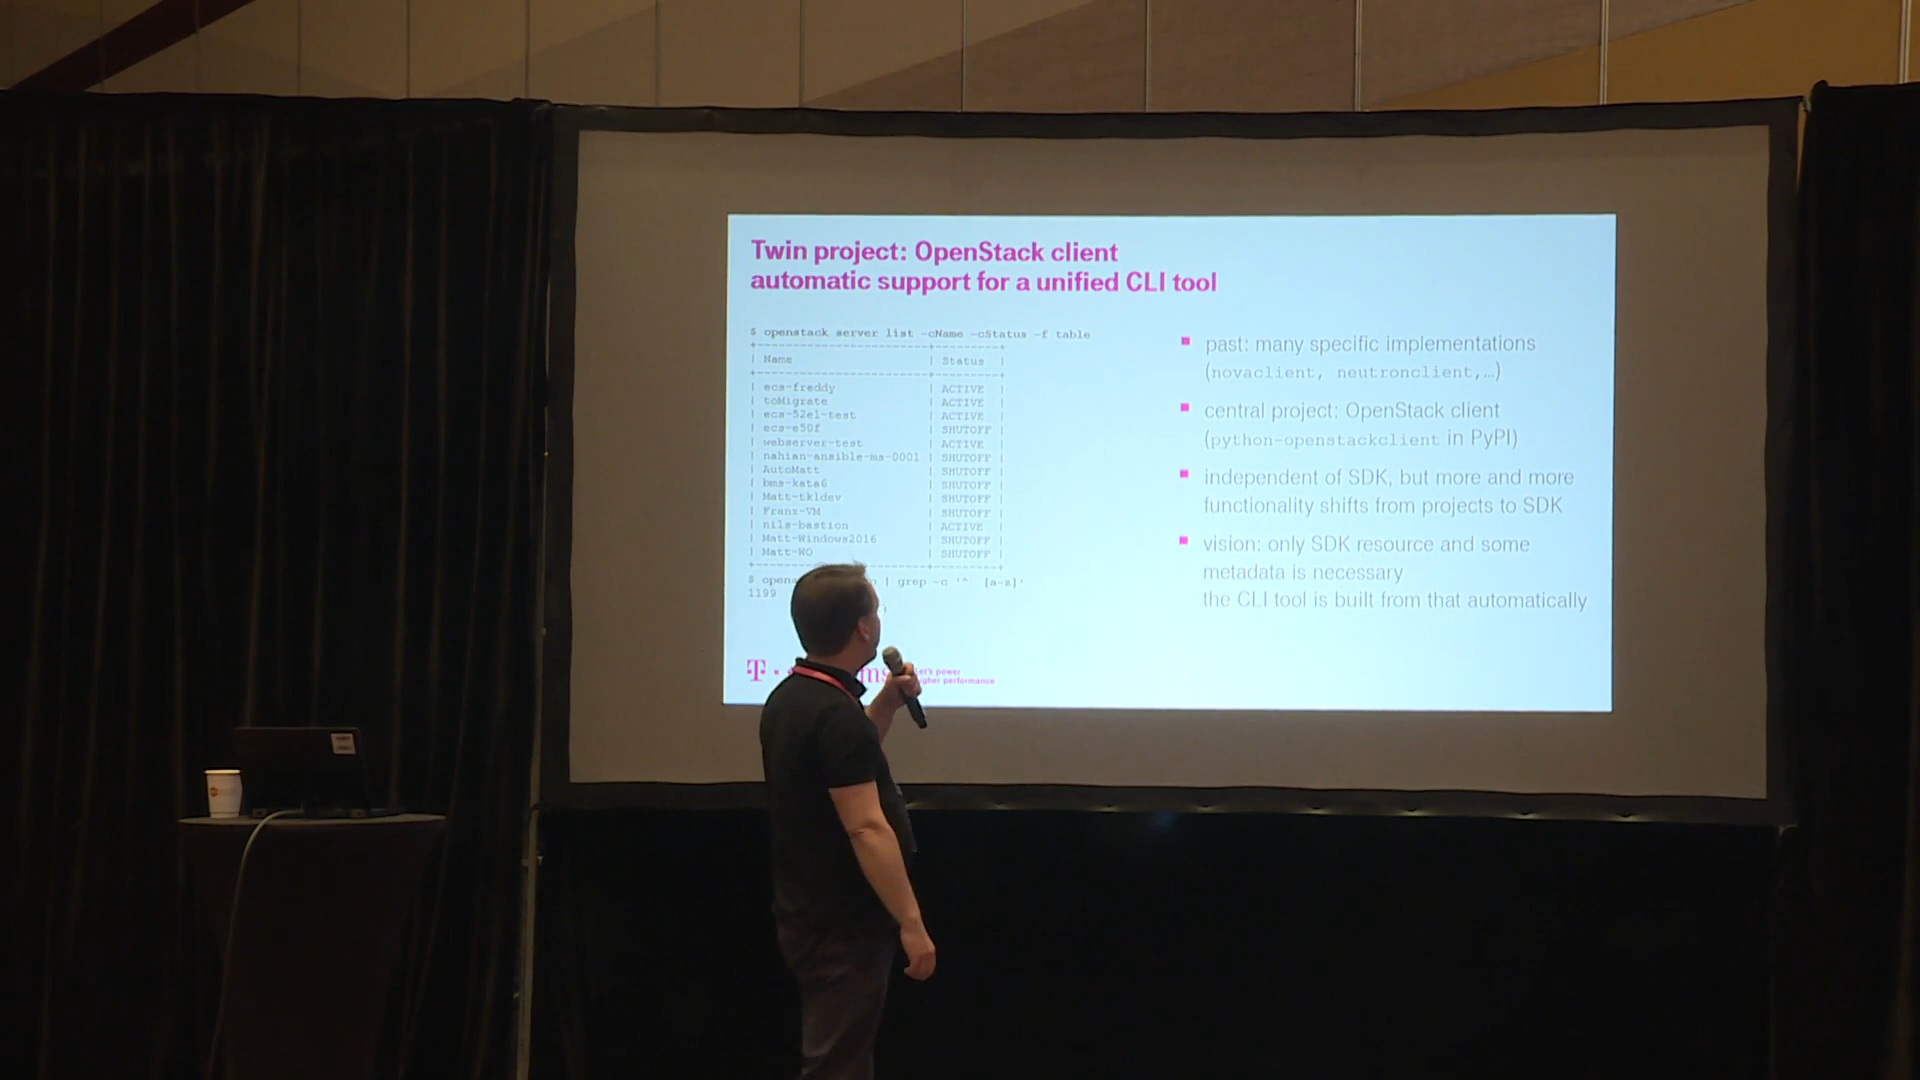 Twin project: OpenStack client
automatic support for a unified CLI tool
$ openstack server list -cName -cStatus -f table
| Name | Status |
| ecs-freddy | ACTIVE |
| toMigrate | ACTIVE |
| ecs-52e1-test | ACTIVE |
| ecs-e50f | SHUTOFF |
| webserver-test | ACTIVE |
| nahian-ansible-ms-0001 | SHUTOFF |
| AutoMatt | SHUTOFF |
| bms-kata6 | SHUTOFF |
| Matt-tkldev | SHUTOFF |
| Franz-VM | SHUTOFF |
| nils-bastion | ACTIVE |
| Matt-Windows2016 | SHUTOFF |
| Matt-WO | SHUTOFF |
| grep -c '^ [a-z]'
1199
▪ past: many specific implementations
(novaclient, neutronclient,…)
▪ central project: OpenStack client
(python-openstackclient in PyPI)
▪ independent of SDK, but more and more
functionality shifts from projects to SDK
▪ vision: only SDK resource and some
metadata is necessary
the CLI tool is built from that automatically
T
power
performance